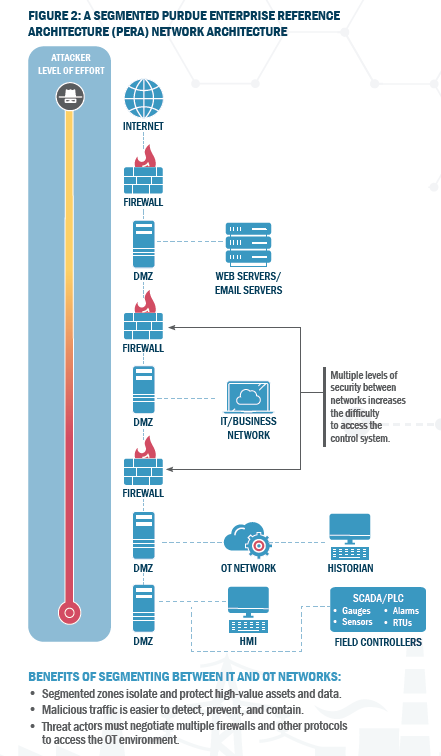 FIGURE 2: A SEGMENTED PURDUE ENTERPRISE REFERENCE
ARCHITECTURE (PERA) NETWORK ARCHITECTURE
ATTACKER
LEVEL OF EFFORT
INTERNET
FIREWALL
DMZ
WEB SERVERS/
EMAIL SERVERS
FIREWALL
Multiple levels of
security between
networks increases
the difficulty
to access the
control system.
DMZ
IT/BUSINESS
NETWORK
FIREWALL
DMZ
OT NETWORK
HISTORIAN
DMZ
HMI
SCADA/PLC
• Gauges • Alarms
• Sensors • RTUs
FIELD CONTROLLERS
BENEFITS OF SEGMENTING BETWEEN IT AND OT NETWORKS:
• Segmented zones isolate and protect high-value assets and data.
• Malicious traffic is easier to detect, prevent, and contain.
• Threat actors must negotiate multiple firewalls and other protocols
to access the OT environment.